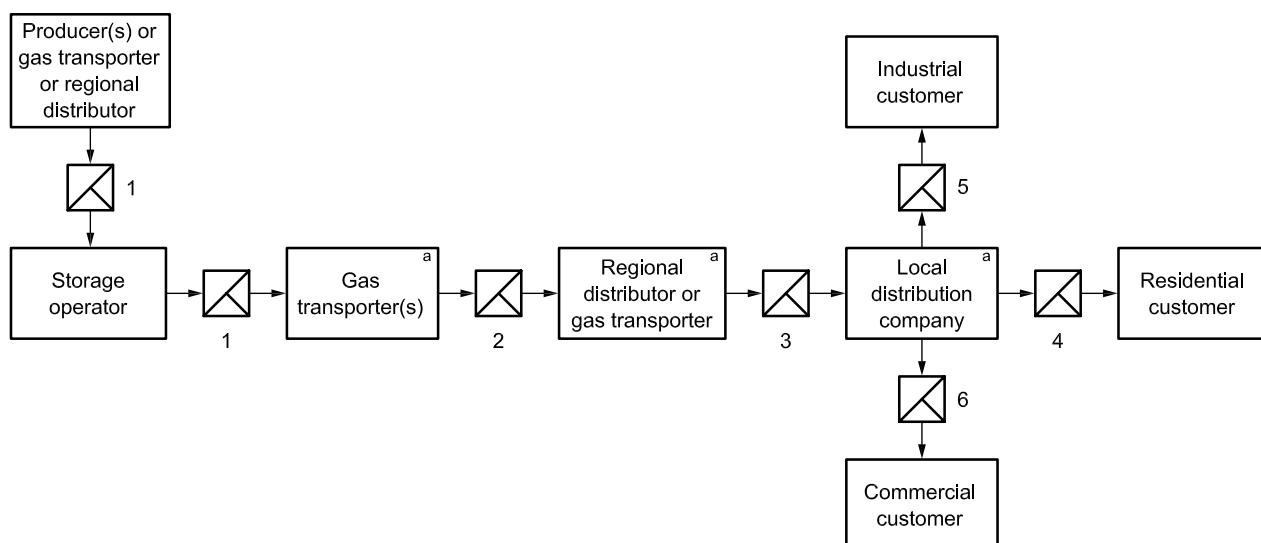 Producer(s) or
gas transporter
or regional
distributor
1
Industrial
customer
5
Storage
operator
1
a
Gas
transporter(s)
2
a
Regional
distributor or
gas transporter
3
a
Local
distribution
company
4
Residential
customer
6
Commercial
customer